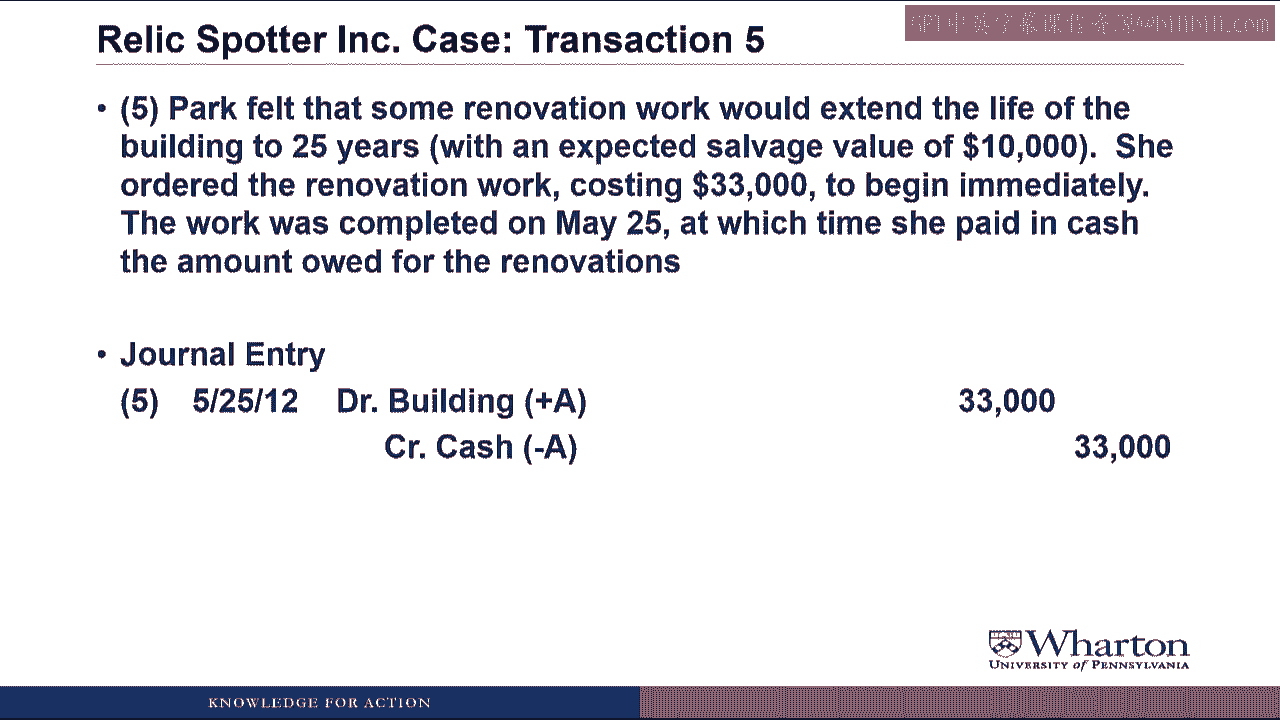 Relic Spotter Inc. Case: Transaction 5
• (5) Park felt that some renovation work would extend the life of the
building to 25 years (with an expected salvage value of $10,000). She
ordered the renovation work, costing $33,000, to begin immediately.
The work was completed on May 25, at which time she paid in cash
the amount owed for the renovations
• Journal Entry
(5) 5/25/12 Dr. Building (+A) 33,000
Cr. Cash (-A) 33,000
Wharton
UNIVERSITY of PENNSYLVANIA
KNOWLEDGE FOR ACTION